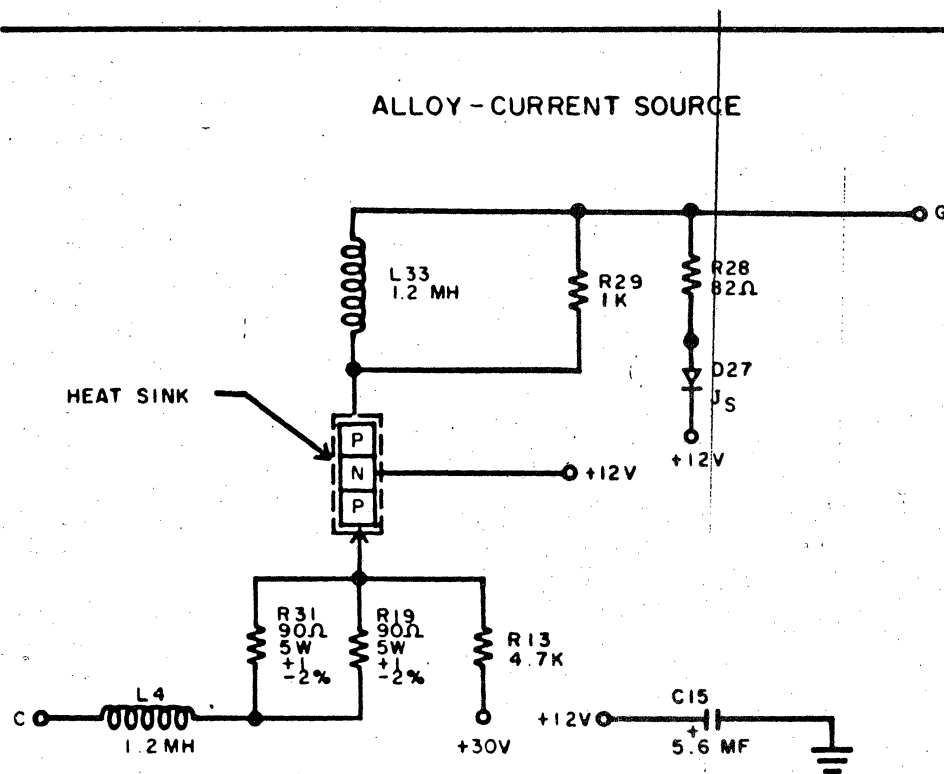 ALLOY-CURRENT SOURCE
G
L33
1.2 MH
R29
1K
R28
82Ω
D27
JS
+12V
HEAT SINK
P
N
P
+12V
R31
90Ω
5W
+1
-2%
R19
90Ω
5W
+1
-2%
R13
4.7K
C
L4
1.2MH
+30V
+12V
C15
+
5.6 MF